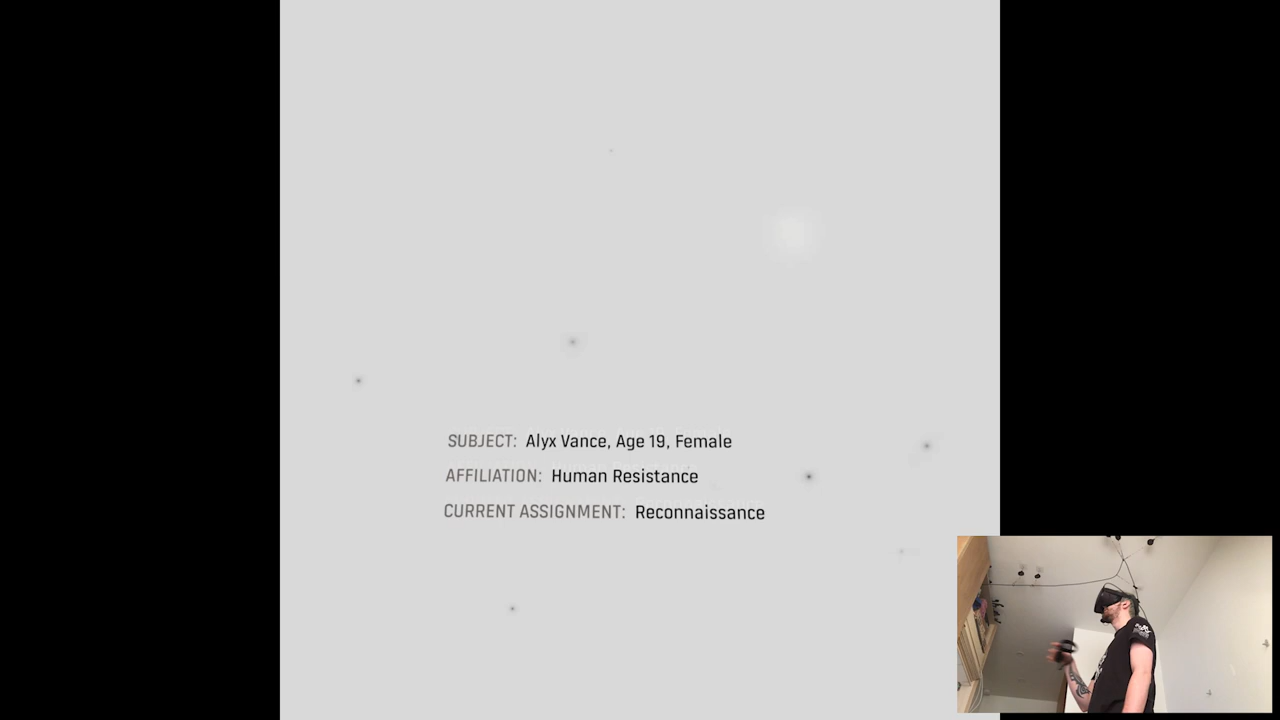 SUBJECT: Alyx Vance, Age 19, Female
AFFILIATION: Human Resistance
CURRENT ASSIGNMENT: Reconnaissance